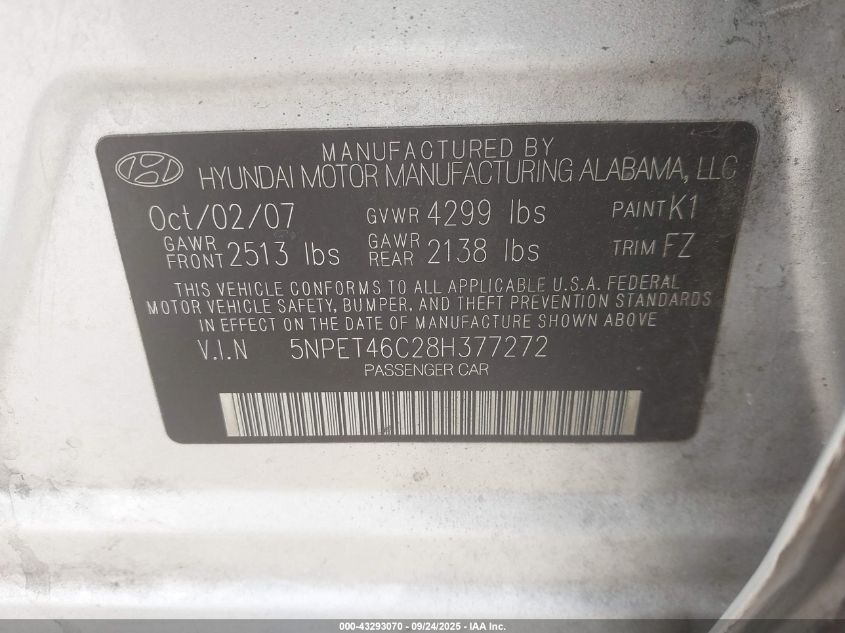 MANUFACTURED BY
HYUNDAI MOTOR MANUFACTURING ALABAMA, LLC
Oct/02/07 GVWR 4299 lbs PAINT K1
GAWR FRONT 2513 lbs GAWR REAR 2138 lbs TRIM FZ
THIS VEHICLE CONFORMS TO ALL APPLICABLE U.S.A. FEDERAL
MOTOR VEHICLE SAFETY, BUMPER, AND THEFT PREVENTION STANDARDS
IN EFFECT ON THE DATE OF MANUFACTURE SHOWN ABOVE
V.I.N 5NPET46C28H377272
PASSENGER CAR
000-43293070 - 09/24/2025 - IAA Inc.